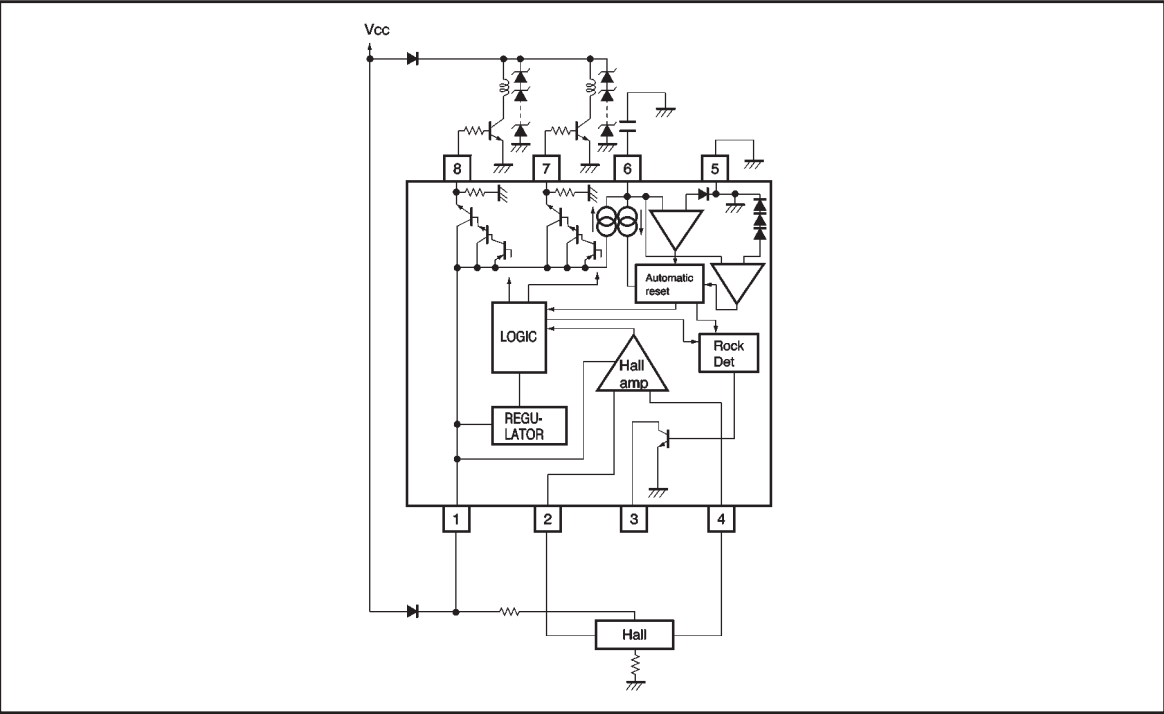 Vcc
8
7
6
5
Automatic
reset
LOGIC
Rock
Det
Hall
amp
REGU-
LATOR
1
2
3
4
Hall